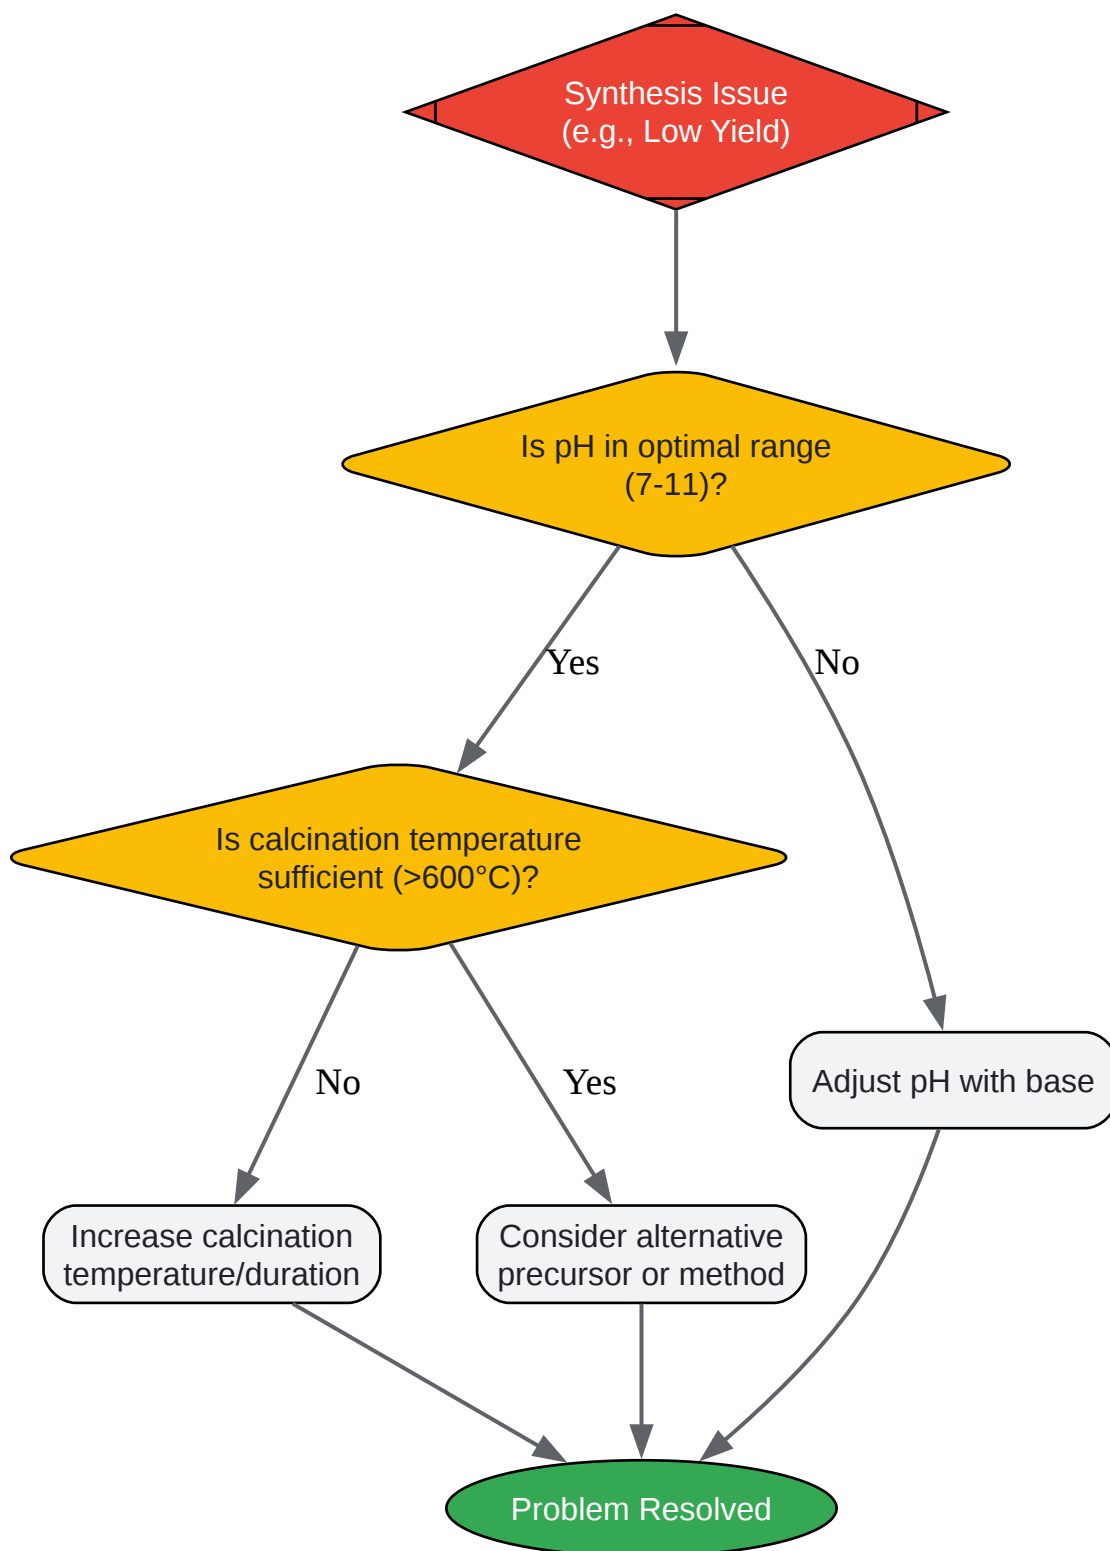 Synthesis Issue
(e.g., Low Yield)
Is pH in optimal range
(7-11)?
Yes
No
Is calcination temperature
sufficient (>600°C)?
No
Yes
Adjust pH with base
Increase calcination
temperature/duration
Consider alternative
precursor or method
Problem Resolved